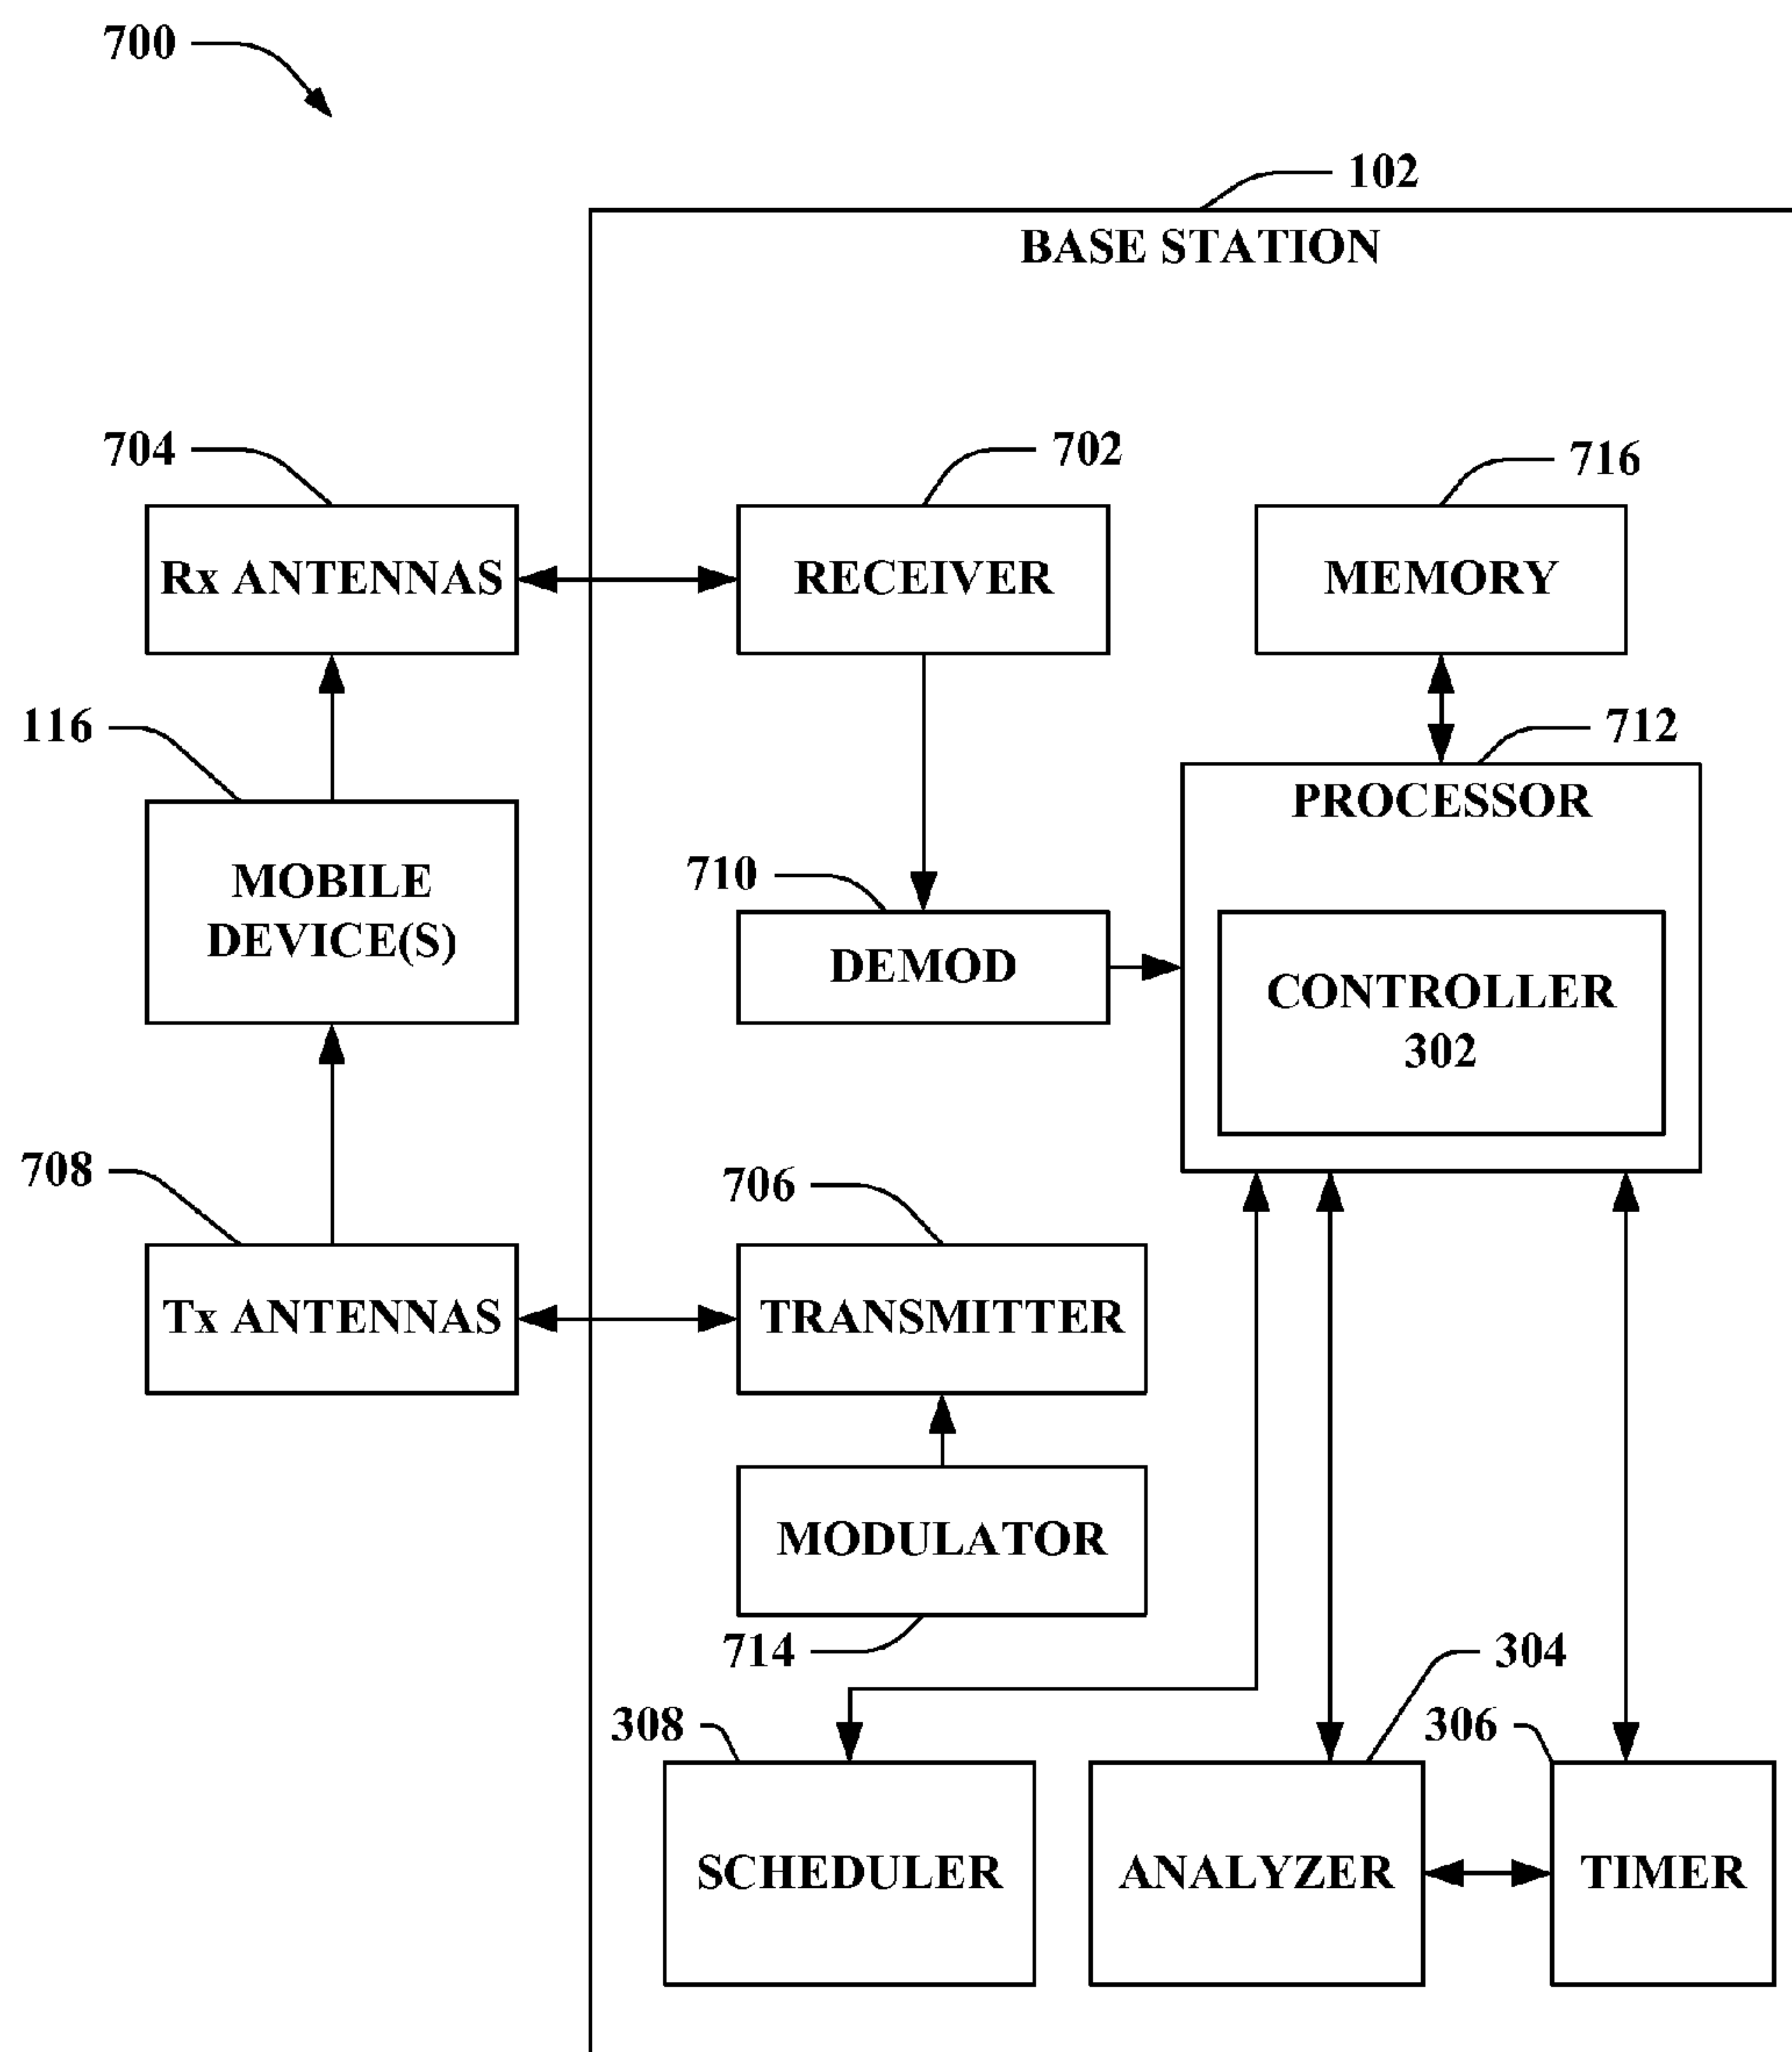 700
102
BASE STATION
704
702
716
Rx ANTENNAS
RECEIVER
MEMORY
116
712
PROCESSOR
MOBILE
DEVICE(S)
710
DEMOD
CONTROLLER
302
708
706
Tx ANTENNAS
TRANSMITTER
MODULATOR
714
304
308
306
SCHEDULER
ANALYZER
TIMER